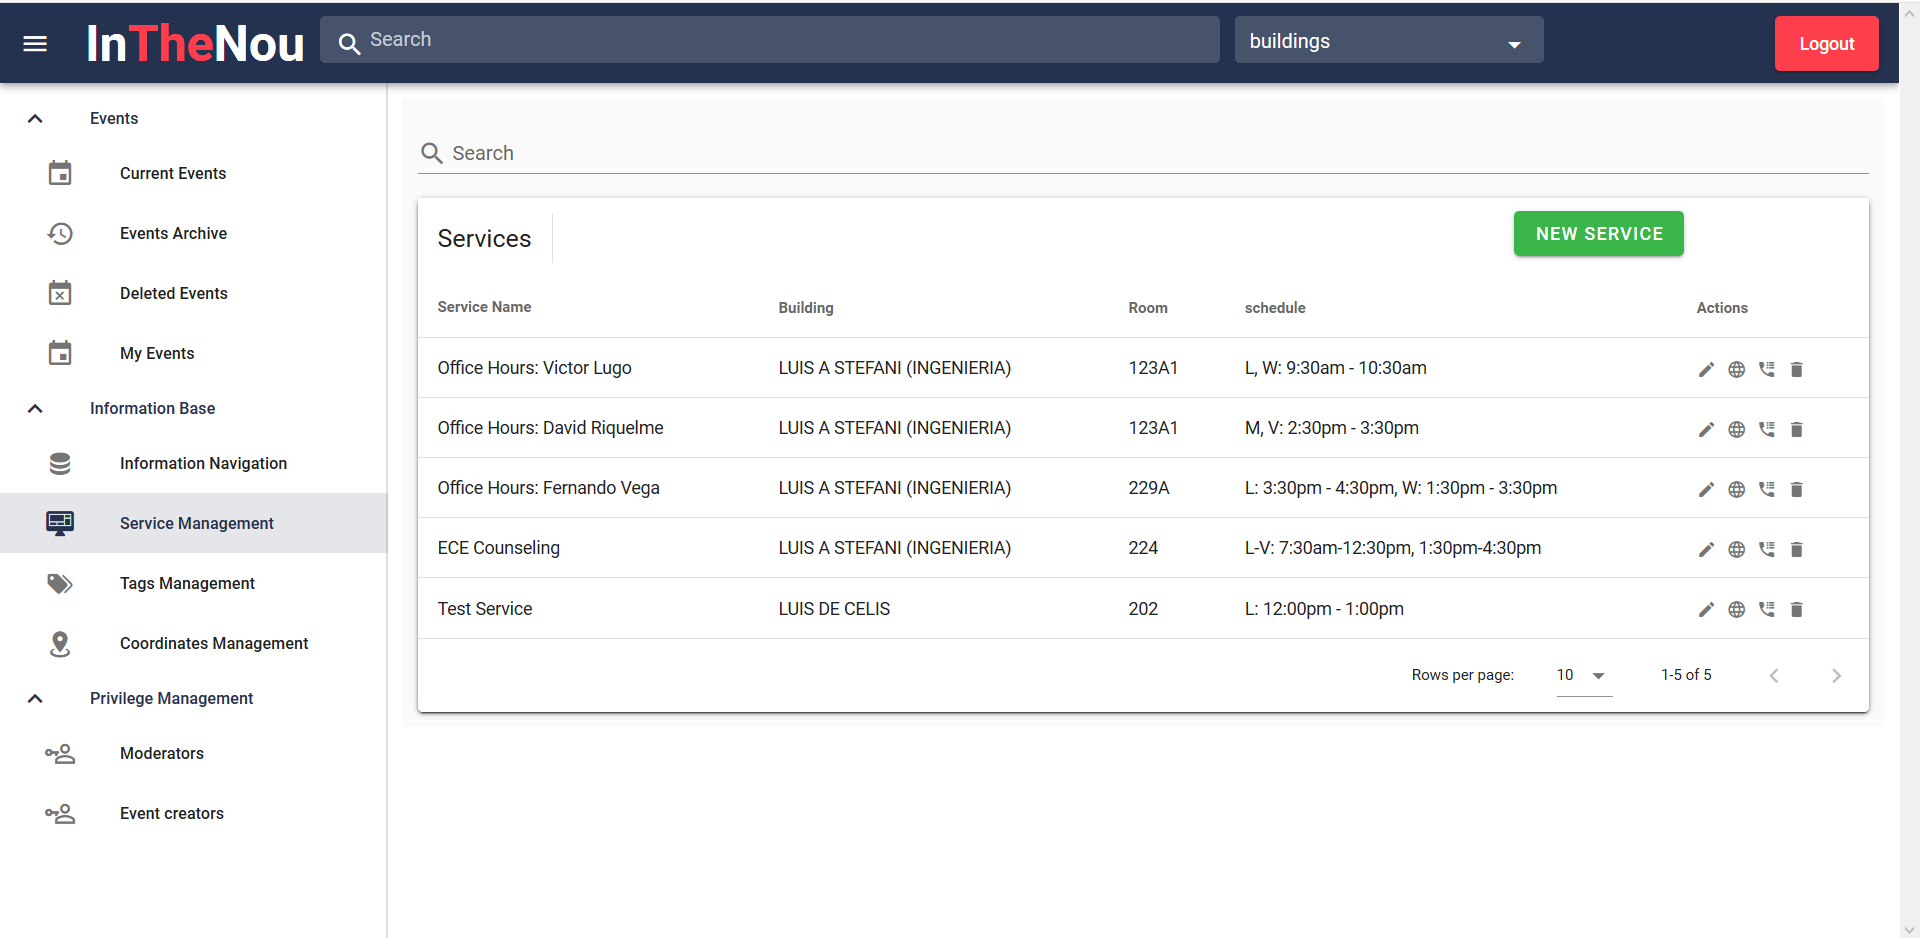 InTheNou
Search
buildings
Logout
Events
Current Events
Events Archive
Deleted Events
My Events
Information Base
Information Navigation
Service Management
Tags Management
Coordinates Management
Privilege Management
Moderators
Event creators
Search
Services
NEW SERVICE
Service Name Building Room schedule Actions
Office Hours: Victor Lugo LUIS A STEFANI (INGENIERIA) 123A1 L, W: 9:30am - 10:30am
Office Hours: David Riquelme LUIS A STEFANI (INGENIERIA) 123A1 M, V: 2:30pm - 3:30pm
Office Hours: Fernando Vega LUIS A STEFANI (INGENIERIA) 229A L: 3:30pm - 4:30pm, W: 1:30pm - 3:30pm
ECE Counseling LUIS A STEFANI (INGENIERIA) 224 L-V: 7:30am-12:30pm, 1:30pm-4:30pm
Test Service LUIS DE CELIS 202 L: 12:00pm - 1:00pm
Rows per page: 10 1-5 of 5